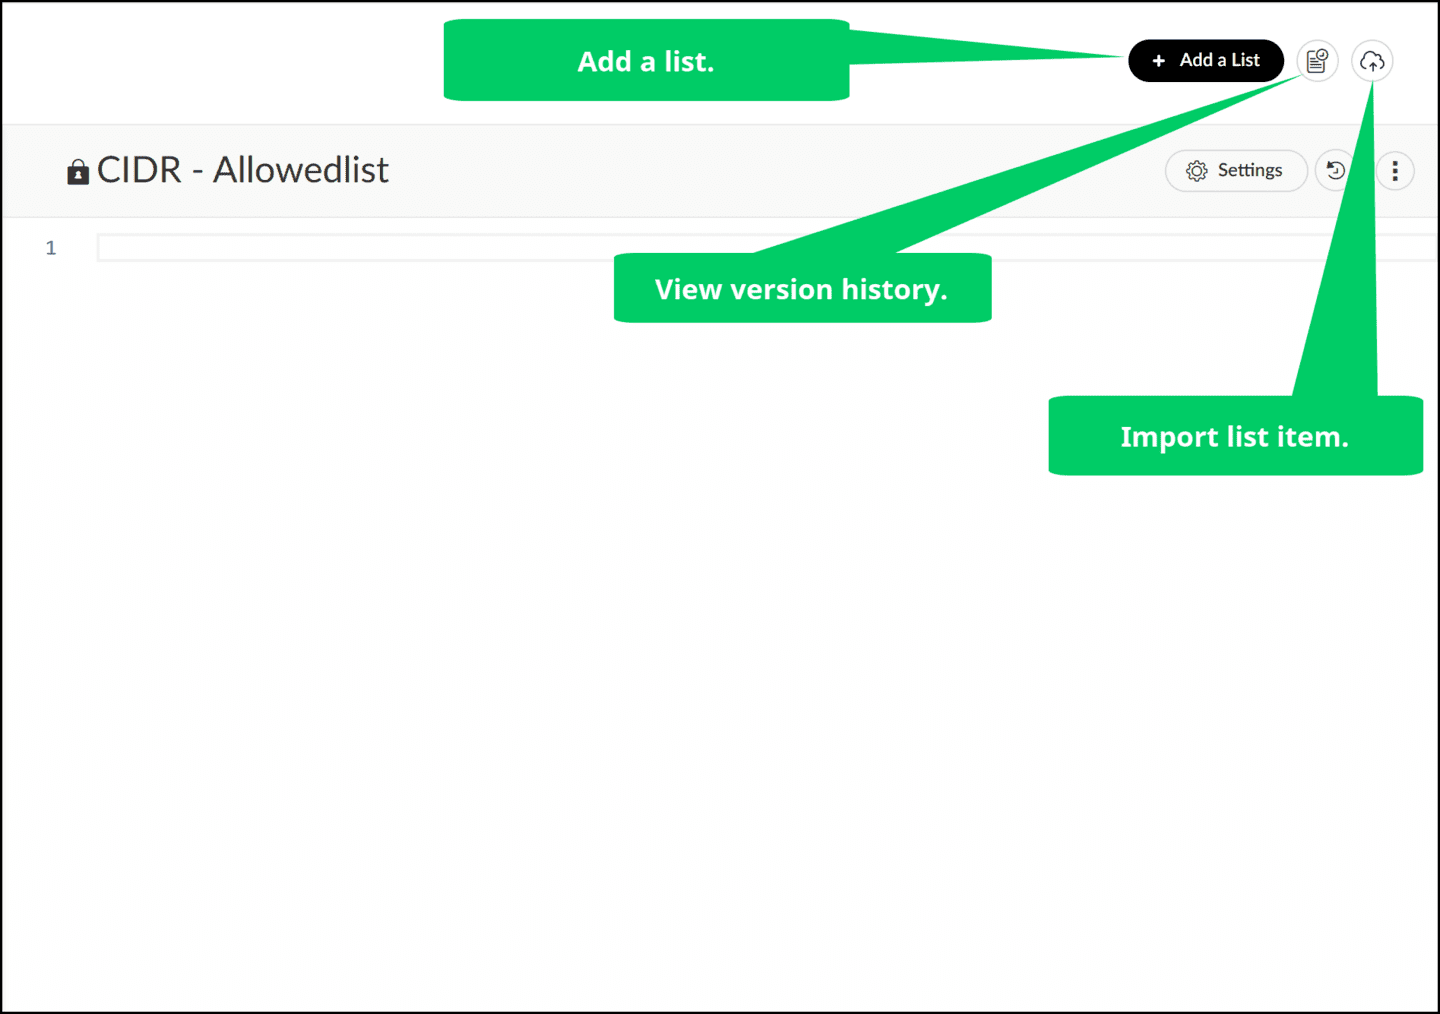 Add a list.
+ Add a List
CIDR - Allowedlist
Settings
1
View version history.
Import list item.